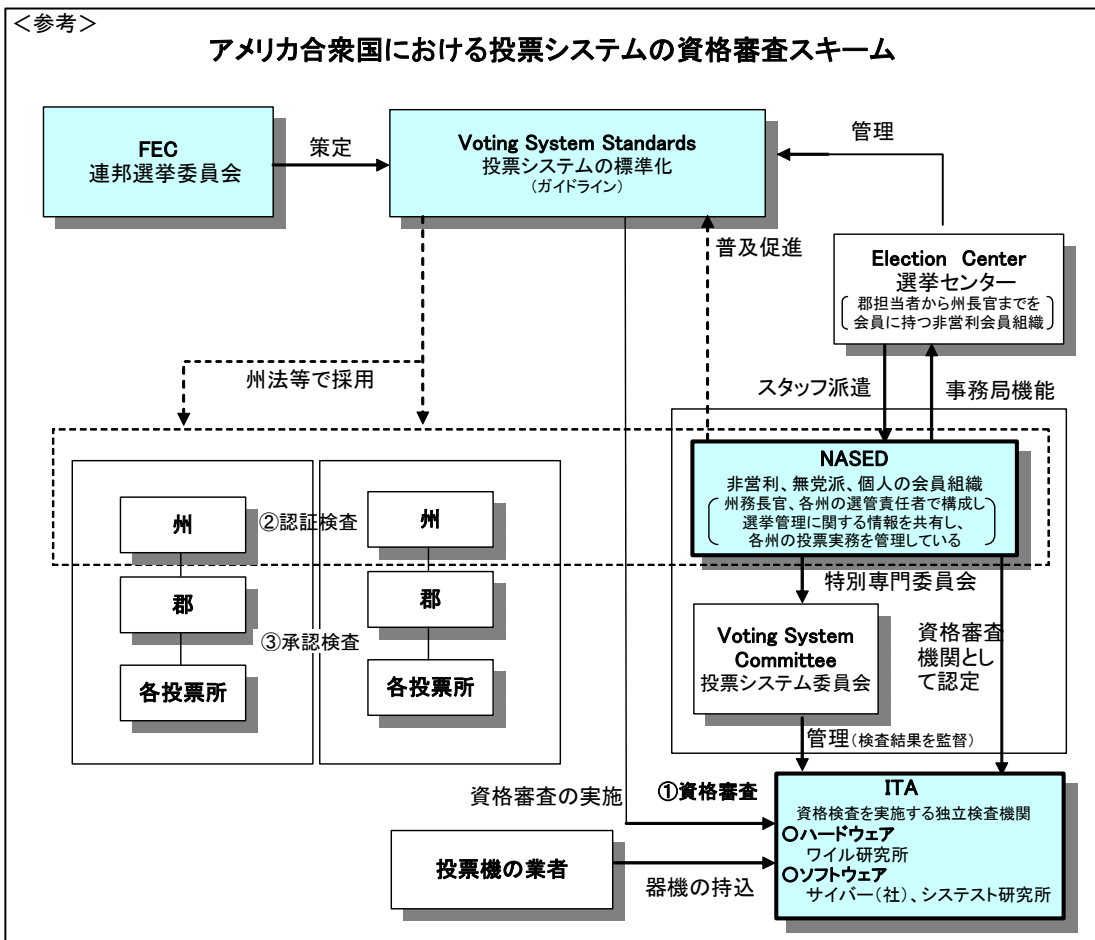 ＜参考＞
アメリカ合衆国における投票システムの資格審査スキーム
FEC
連邦選挙委員会
策定
Voting System Standards
投票システムの標準化
（ガイドライン）
管理
普及促進
Election Center
選挙センター
郡担当者から州長官までを
会員に持つ非営利会員組織
州法等で採用
スタッフ派遣
事務局機能
NASED
非営利、無党派、個人の会員組織
州務長官、各州の選管責任者で構成し
選挙管理に関する情報を共有し、
各州の投票実務を管理している
州
②認証検査
州
郡
郡
③承認検査
各投票所
各投票所
特別専門委員会
Voting System
Committee
投票システム委員会
資格審査
機関とし
て認定
管理（検査結果を監督）
資格審査の実施
①資格審査
ITA
資格検査を実施する独立検査機関
○ハードウェア
ワイル研究所
○ソフトウェア
サイバー（社）、システスト研究所
投票機の業者
器機の持込